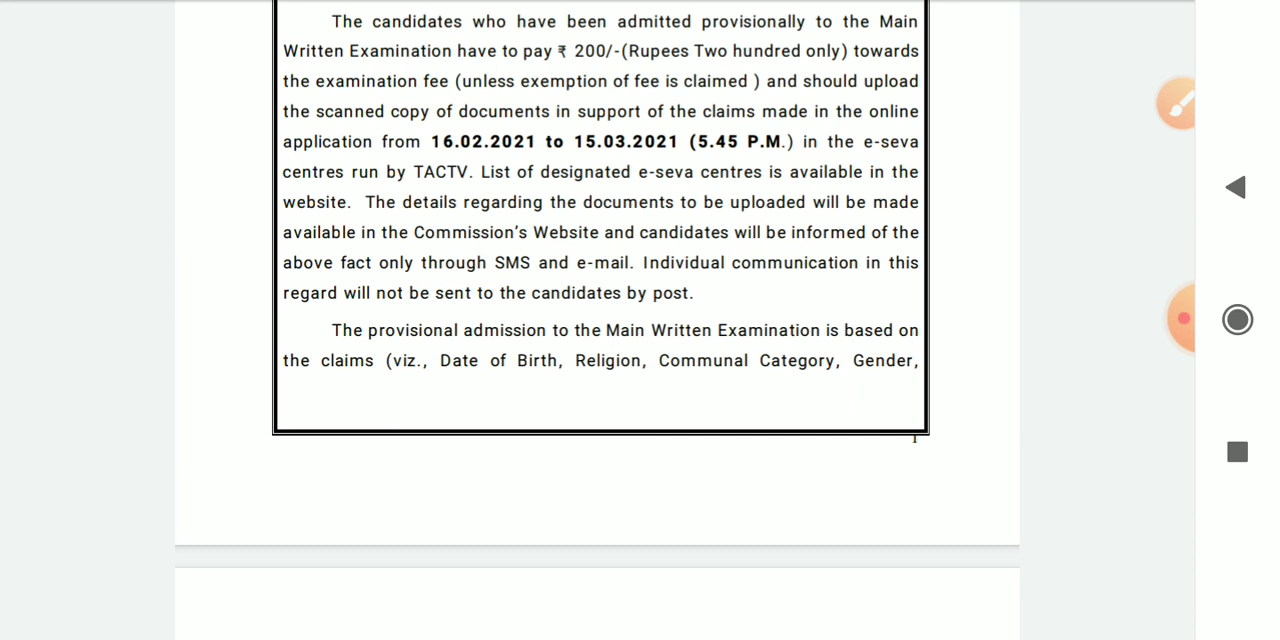 The candidates who have been admitted provisionally to the Main
Written Examination have to pay ₹ 200/-(Rupees Two hundred only) towards
the examination fee (unless exemption of fee is claimed ) and should upload
the scanned copy of documents in support of the claims made in the online
application from 16.02.2021 to 15.03.2021 (5.45 P.M.) in the e-seva
centres run by TACTV. List of designated e-seva centres is available in the
website. The details regarding the documents to be uploaded will be made
available in the Commission's Website and candidates will be informed of the
above fact only through SMS and e-mail. Individual communication in this
regard will not be sent to the candidates by post.
The provisional admission to the Main Written Examination is based on
the claims (viz., Date of Birth, Religion, Communal Category, Gender,
1